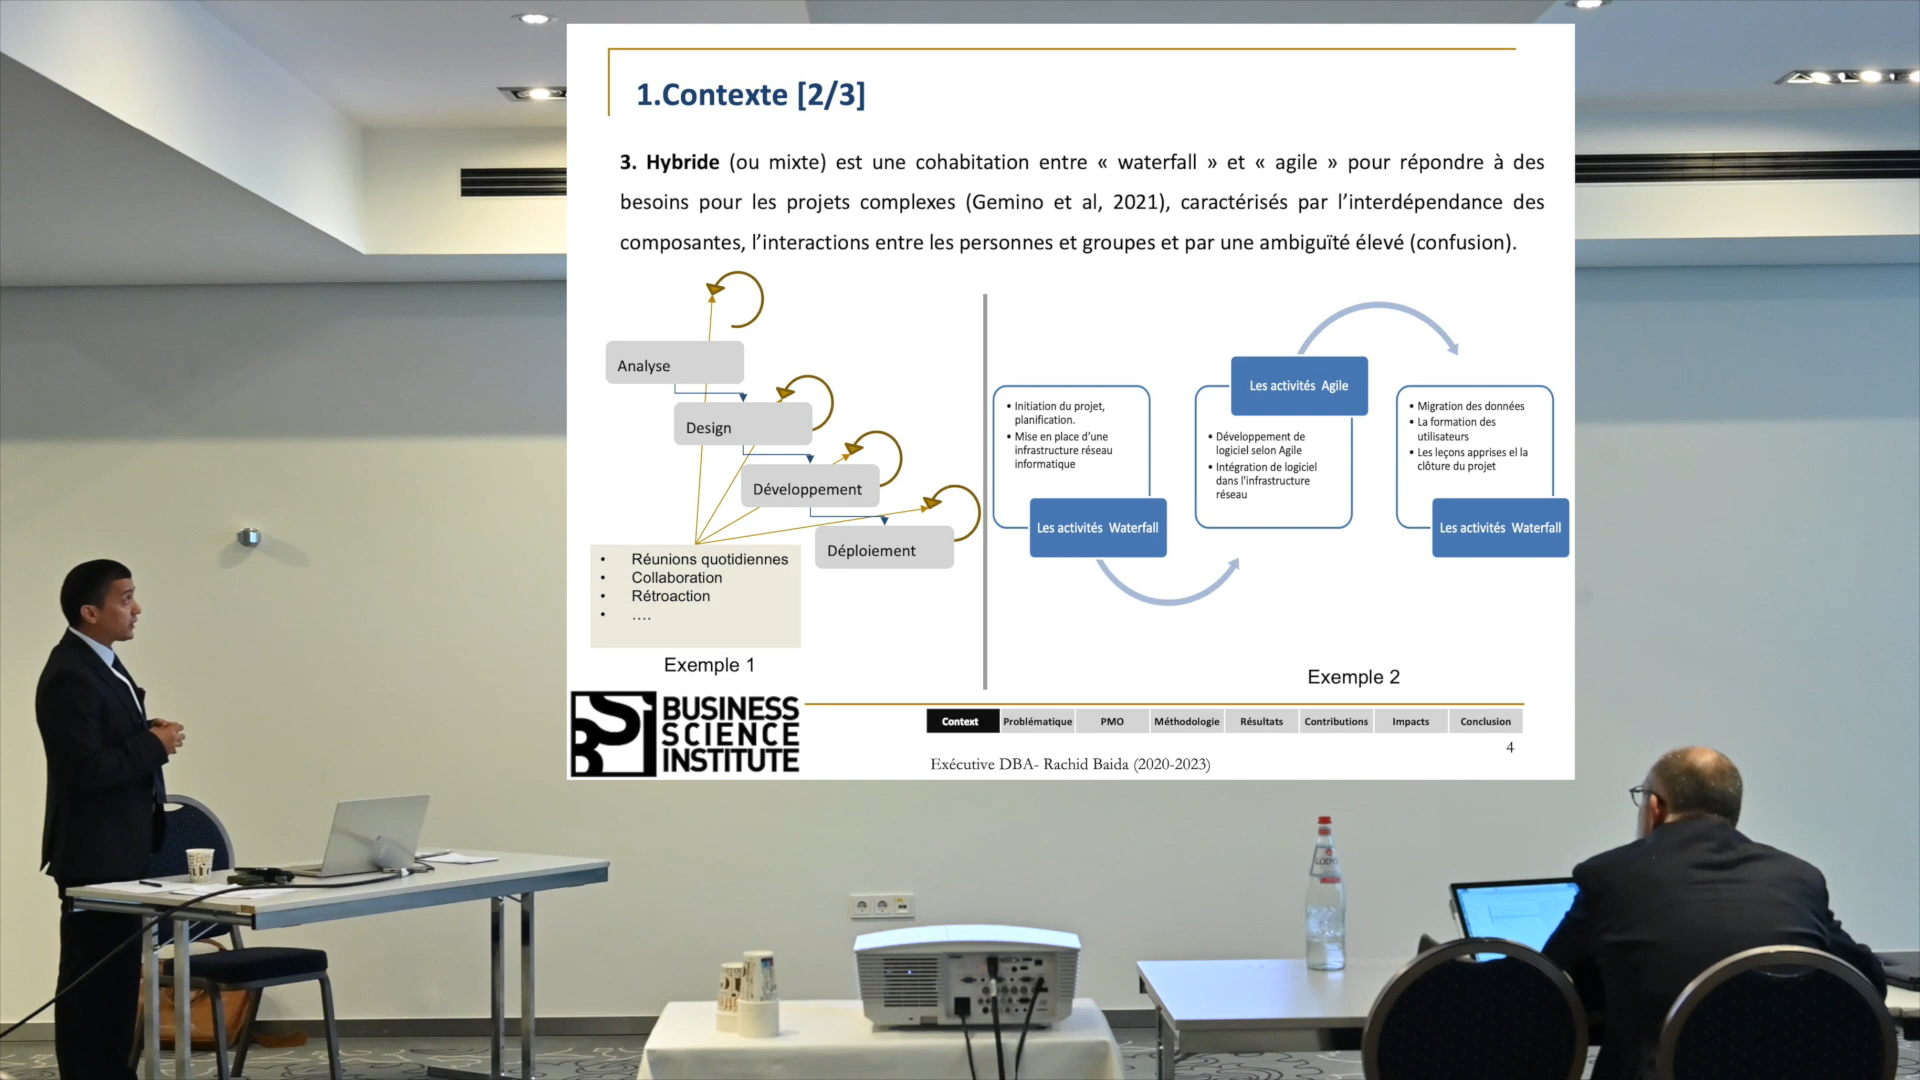 1.Contexte [2/3]
3. Hybride (ou mixte) est une cohabitation entre « waterfall » et « agile » pour répondre à des
besoins pour les projets complexes (Gemino et al, 2021), caractérisés par l’interdépendance des
composantes, l’interactions entre les personnes et groupes et par une ambiguïté élevé (confusion).
Analyse
Design
Développement
Déploiement
• Réunions quotidiennes
• Collaboration
• Rétroaction
• ....
Exemple 1
• Initiation du projet,
planification.
• Mise en place d’une
infrastructure réseau
informatique
Les activités Waterfall
Les activités Agile
• Développement de
logiciel selon Agile
• Intégration de logiciel
dans l'infrastructure
réseau
• Migration des données
• La formation des
utilisateurs
• Les leçons apprises el la
clôture du projet
Les activités Waterfall
Exemple 2
BUSINESS
SCIENCE
INSTITUTE
Context Problématique PMO Méthodologie Résultats Contributions Impacts Conclusion
4
Exécutive DBA- Rachid Baida (2020-2023)